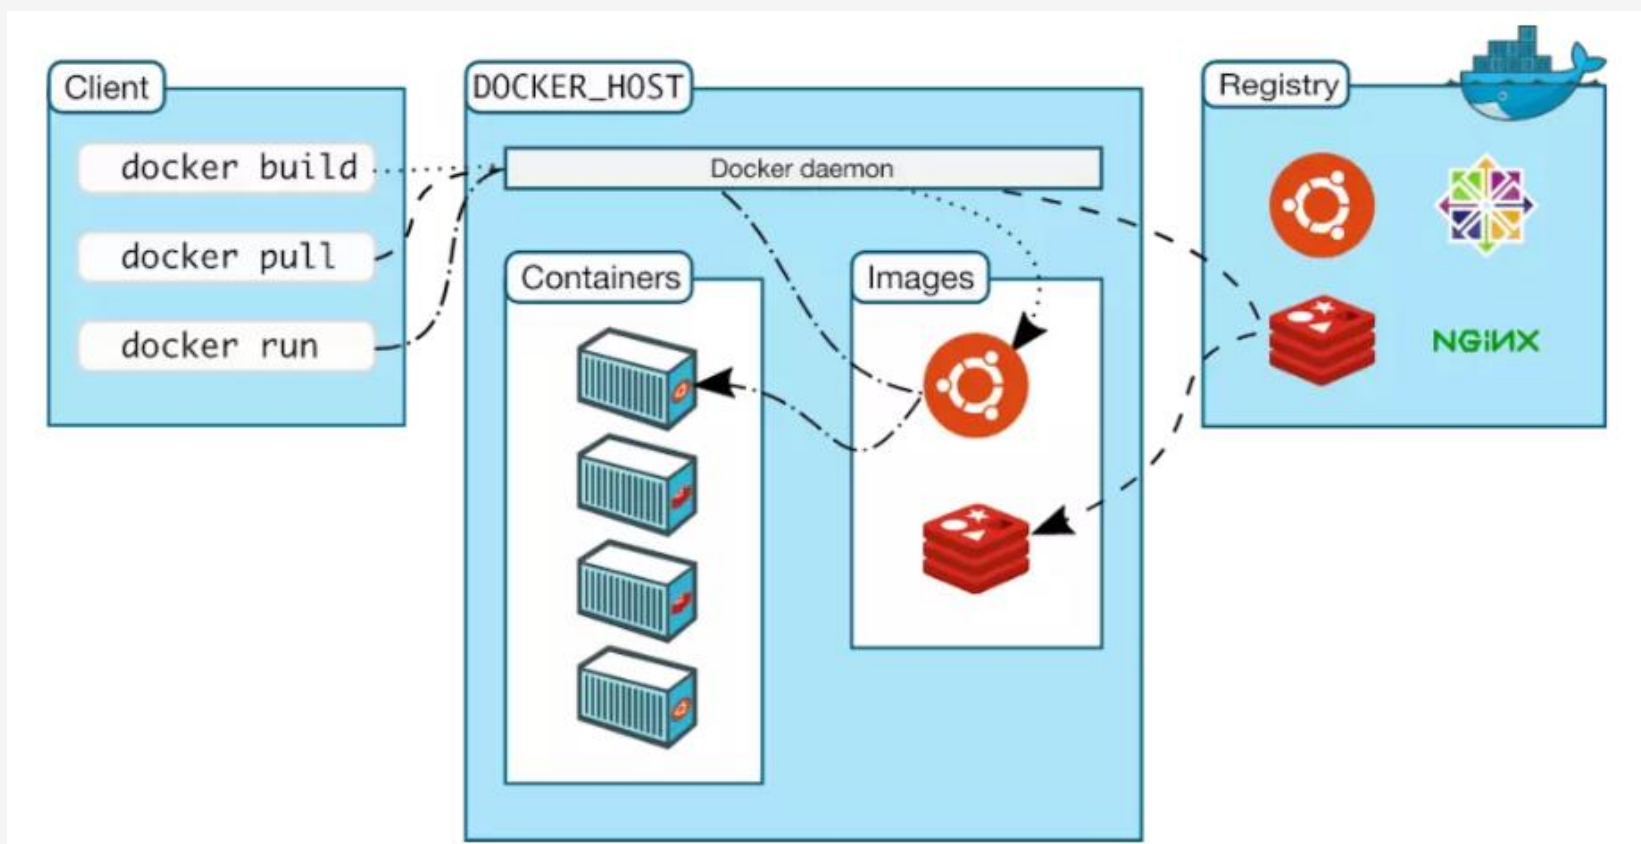 Client
docker build
docker pull
docker run
DOCKER_HOST
Docker daemon
Containers
Images
Registry
NGiNX